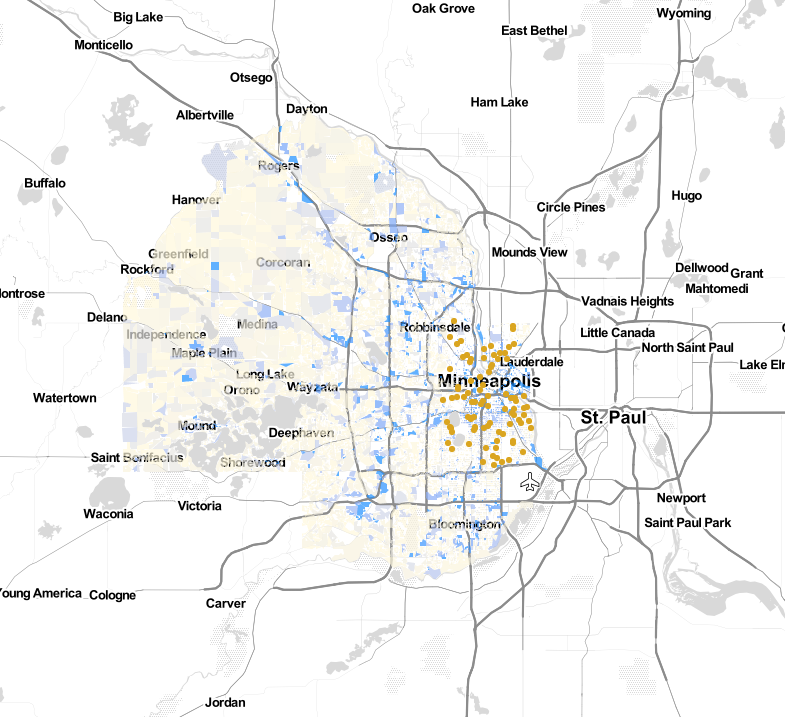 Oak Grove
Wyoming
Big Lake
East Bethel
Monticello
Otsego
Ham Lake
Dayton
Albertville
Rogers
Buffalo
Hugo
Hanover
Circle Pines
Osseo
Mounds View
Greenfield
Corcoran
Rockford
Dellwood
Grant
Mahtomedi
Vadnais Heights
Delano
Medina
Robbinsdale
Independence
Little Canada
North Saint Paul
Maple Plain
Lauderdale
Long Lake
Minneapolis
Orono
Wayzata
Watertown
St. Paul
Mound
Deephaven
Saint Bonifacius
Shorewood
Newport
Victoria
Waconia
Saint Paul Park
Bloomington
Young America
Cologne
Carver
Jordan